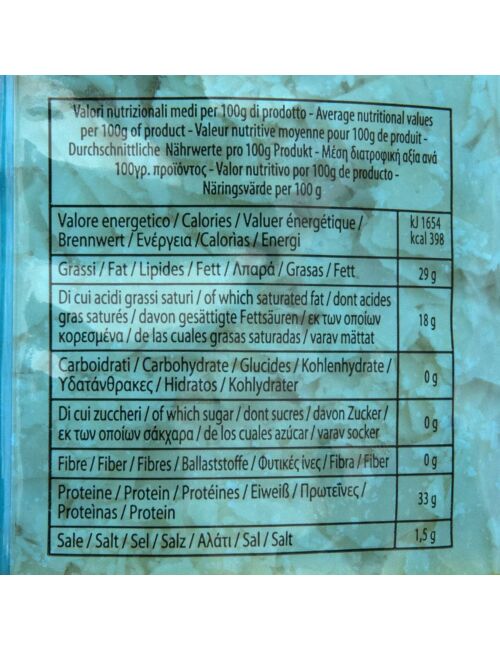 Valori nutrizionali medi per 100g di prodotto - Average nutritional values
per 100g of product - Valeur nutritive moyenne pour 100g de produit -
Durchschnittliche Nährwerte pro 100g Produkt - Μέση διατροφική αξία ανά
100γρ. προϊόντος - Valor nutritivo por 100g de producto -
Näringsvärde per 100 g
Valore energetico / Calories / Valuer énergétique /
Brennwert / Ενέργεια /Calorìas / Energi
kJ 1654
kcal 398
Grassi / Fat / Lipides / Fett / Λπαρά / Grasas / Fett
29 g
Di cui acidi grassi saturi / of which saturated fat / dont acides
gras saturés / davon gesättigte Fettsäuren / εκ των οποίων
κορεσμένα / de las cuales grasas saturadas / varav mättat
18 g
Carboidrati / Carbohydrate / Glucides / Kohlenhydrate /
Υδατάνθρακες / Hidratos / Kohlydrater
0 g
Di cui zuccheri / of which sugar / dont sucres / davon Zucker /
εκ των οποίων σάκχαρα / de los cuales azúcar / varav socker
0 g
Fibre / Fiber / Fibres / Ballaststoffe / Φυτικές ίνες / Fibra / Fiber
0 g
Proteine / Protein / Protéines / Eiweiß / Πρωτεΐνες /
Proteìnas / Protein
33 g
Sale / Salt / Sel / Salz / Αλάτι / Sal / Salt
1,5 g